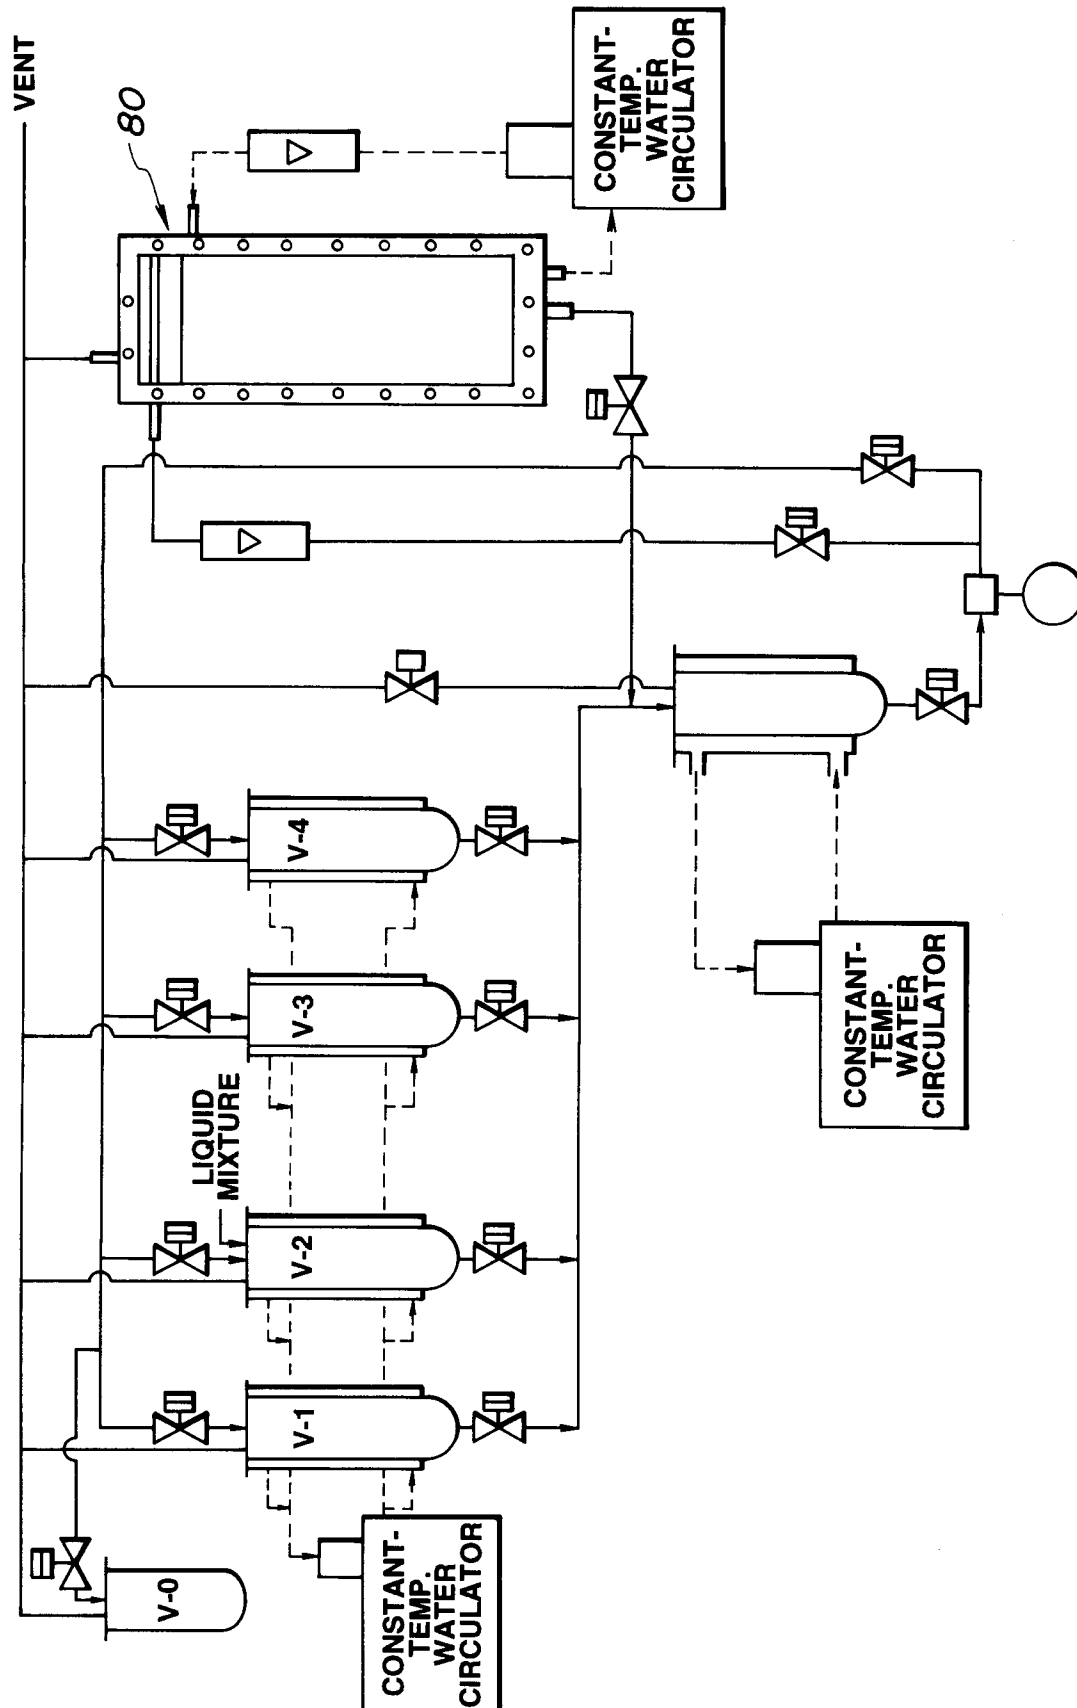 VENT
80
CONSTANT-
TEMP.
WATER
CIRCULATOR
V-4
V-3
LIQUID
MIXTURE
V-2
V-1
V-0
CONSTANT-
TEMP.
WATER
CIRCULATOR
CONSTANT-
TEMP.
WATER
CIRCULATOR